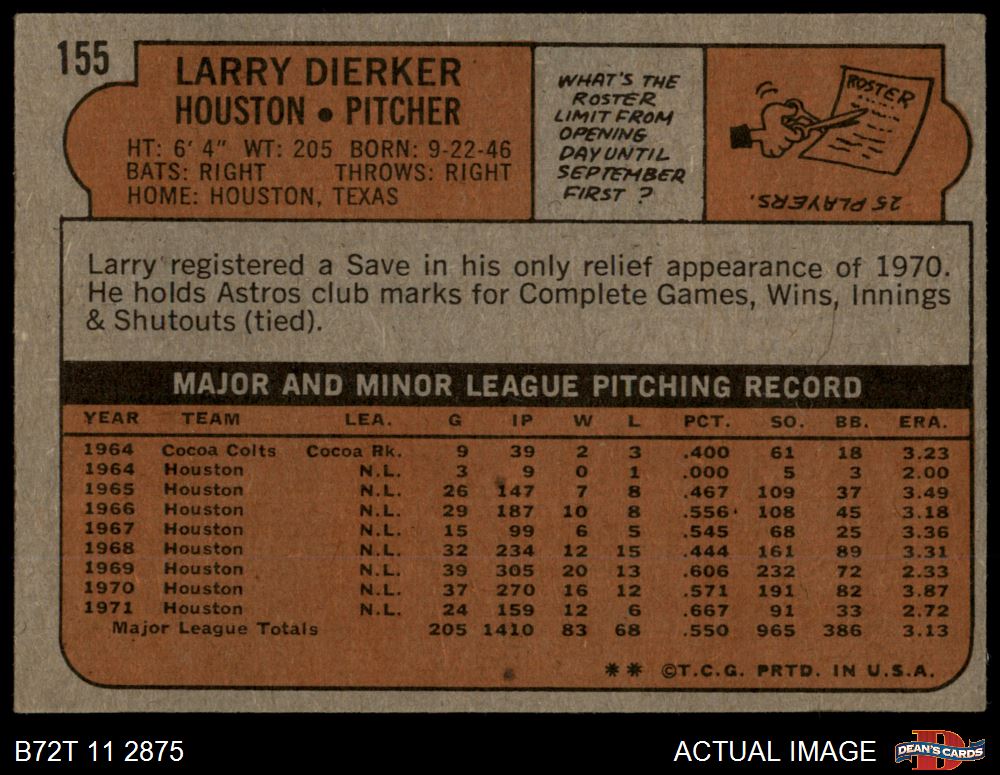 155
LARRY DIERKER
HOUSTON • PITCHER
HT: 6' 4" WT: 205 BORN: 9-22-46
BATS: RIGHT THROWS: RIGHT
HOME: HOUSTON, TEXAS
WHAT'S THE
ROSTER
LIMIT FROM
OPENING
DAY UNTIL
SEPTEMBER
FIRST ?
ROSTER
25 PLAYERS.
Larry registered a Save in his only relief appearance of 1970.
He holds Astros club marks for Complete Games, Wins, Innings
& Shutouts (tied).
MAJOR AND MINOR LEAGUE PITCHING RECORD
YEAR TEAM LEA. G IP W L PCT. SO. BB. ERA.
1964 Cocoa Colts Cocoa Rk. 9 39 2 3 .400 61 18 3.23
1964 Houston N.L. 3 9 0 1 .000 5 3 2.00
1965 Houston N.L. 26 147 7 8 .467 109 37 3.49
1966 Houston N.L. 29 187 10 8 .556 108 45 3.18
1967 Houston N.L. 15 99 6 5 .545 68 25 3.36
1968 Houston N.L. 32 234 12 15 .444 161 89 3.31
1969 Houston N.L. 39 305 20 13 .606 232 72 2.33
1970 Houston N.L. 37 270 16 12 .571 191 82 3.87
1971 Houston N.L. 24 159 12 6 .667 91 33 2.72
Major League Totals 205 1410 83 68 .550 965 386 3.13
** ©T.C.G. PRTD. IN U.S.A.
B72T 11 2875
ACTUAL IMAGE
DEAN'S CARDS